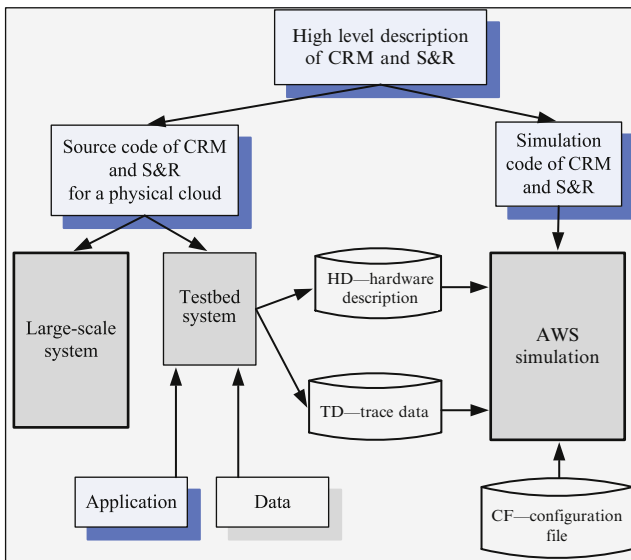 High level description
of CRM and S&R
Source code of CRM
and S&R
for a physical cloud
Simulation
code of CRM
and S&R
Large-scale
system
Testbed
system
HD—hardware
description
TD—trace data
AWS
simulation
Application
Data
CF—configuration
file